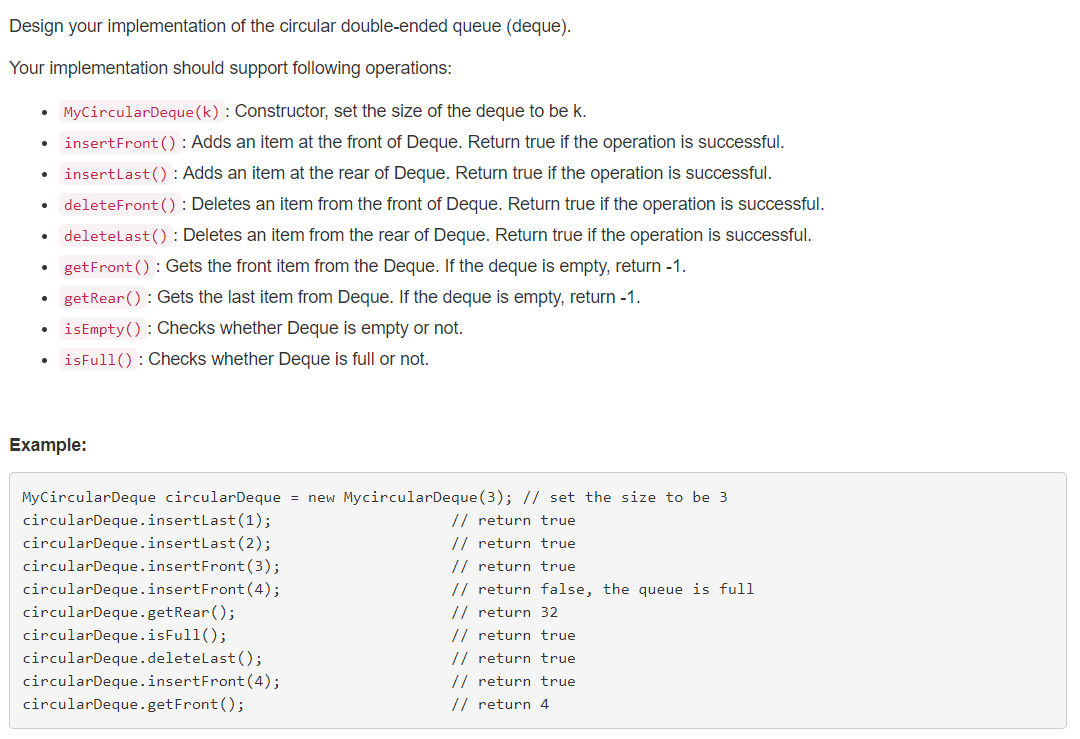 Design your implementation of the circular double-ended queue (deque).
Your implementation should support following operations:
• MyCircularDeque(k) : Constructor, set the size of the deque to be k.
• insertFront() : Adds an item at the front of Deque. Return true if the operation is successful.
• insertLast() : Adds an item at the rear of Deque. Return true if the operation is successful.
• deleteFront() : Deletes an item from the front of Deque. Return true if the operation is successful.
• deleteLast() : Deletes an item from the rear of Deque. Return true if the operation is successful.
• getFront() : Gets the front item from the Deque. If the deque is empty, return -1.
• getRear() : Gets the last item from Deque. If the deque is empty, return -1.
• isEmpty() : Checks whether Deque is empty or not.
• isFull() : Checks whether Deque is full or not.
Example:
MyCircularDeque circularDeque = new MycircularDeque(3); // set the size to be 3
circularDeque.insertLast(1); // return true
circularDeque.insertLast(2); // return true
circularDeque.insertFront(3); // return true
circularDeque.insertFront(4); // return false, the queue is full
circularDeque.getRear(); // return 32
circularDeque.isFull(); // return true
circularDeque.deleteLast(); // return true
circularDeque.insertFront(4); // return true
circularDeque.getFront(); // return 4